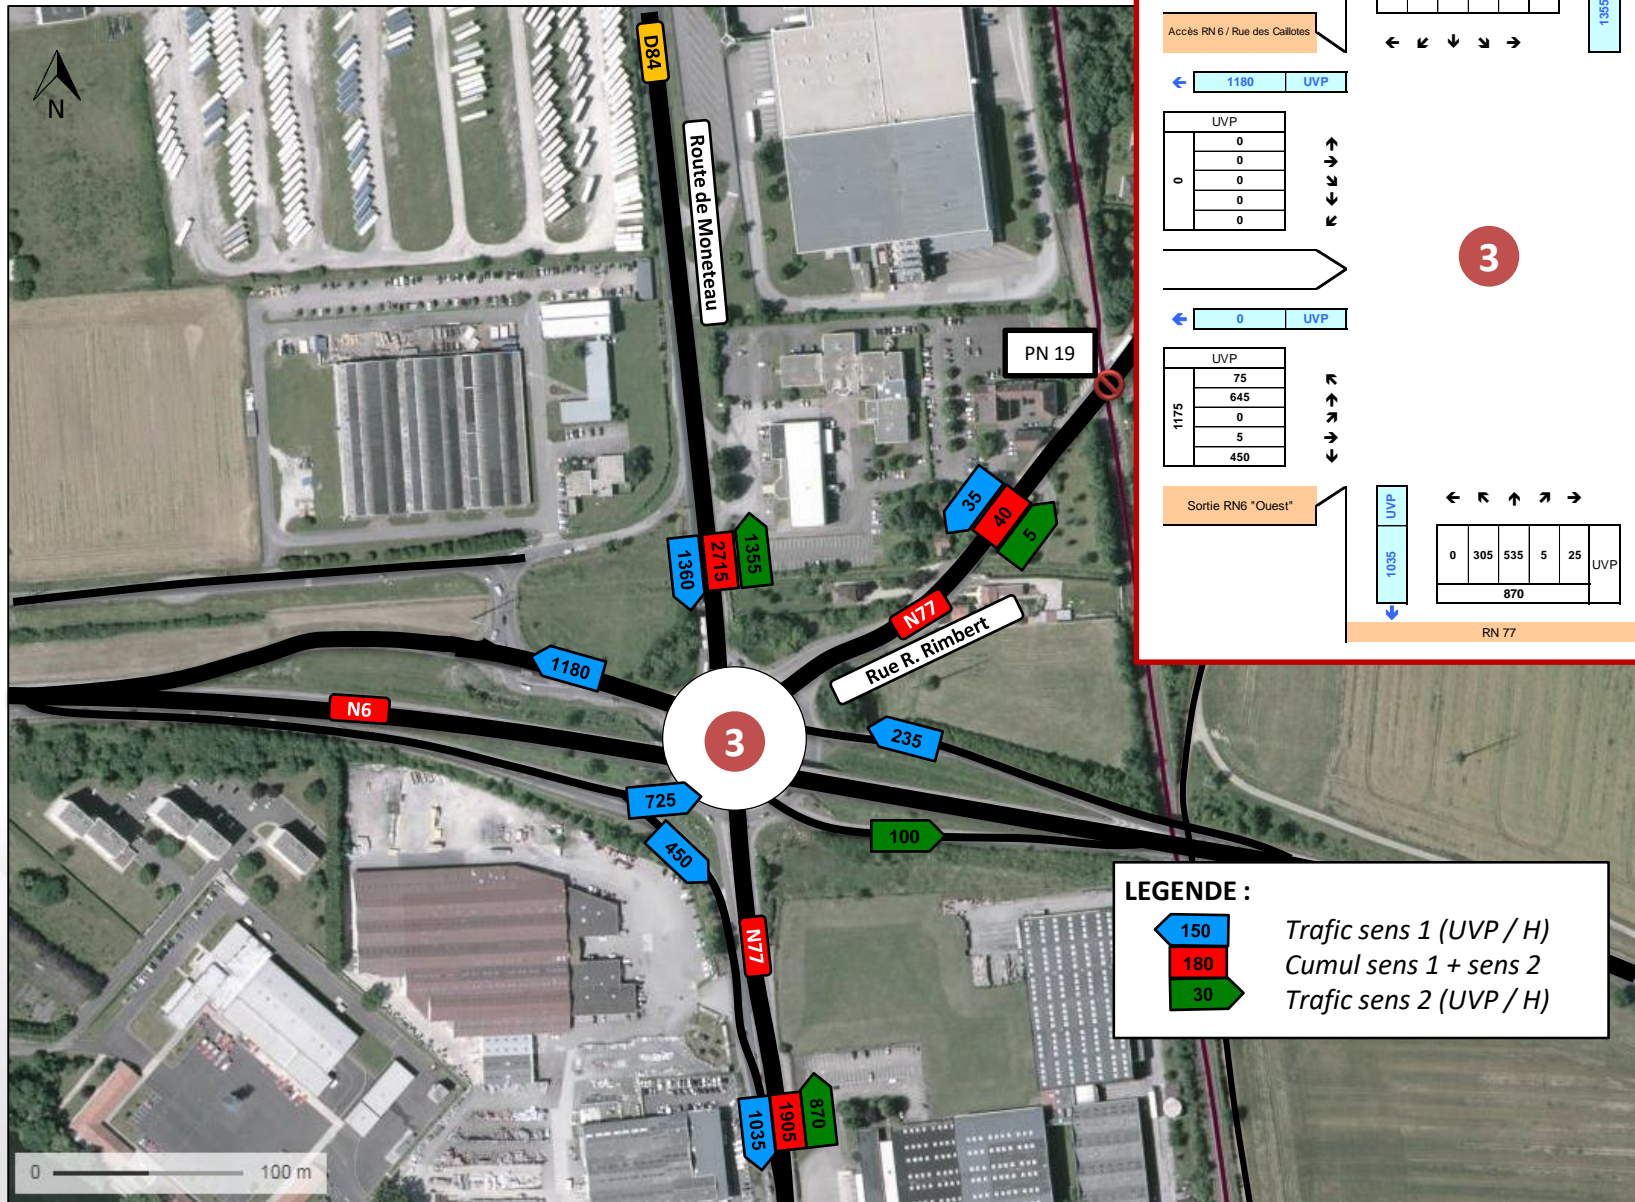 N
D84
Route de Moneteau
PN 19
35
40
5
1360
2715
1355
N77
Rue R. Rimbert
1180
N6
3
235
725
450
100
N77
1035
1905
870
0 100 m
1355
Accès RN 6 / Rue des Caillotes
1180 UVP
UVP
0
0
0
0
0
0
3
0 UVP
UVP
1175
75
645
0
5
450
Sortie RN6 "Ouest"
UVP
1035
0 305 535 5 25 UVP
870
RN 77
LEGENDE :
150 Trafic sens 1 (UVP / H)
180 Cumul sens 1 + sens 2
30 Trafic sens 2 (UVP / H)